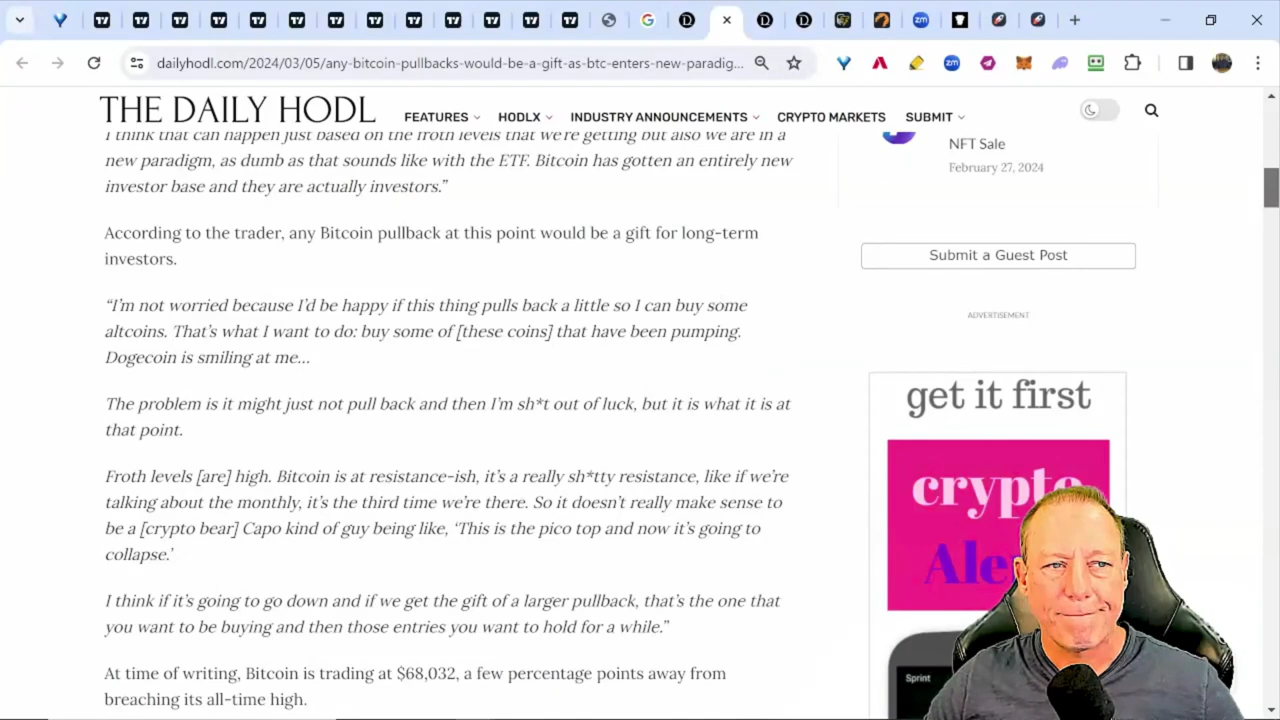 dailyhodl.com/2024/03/05/any-bitcoin-pullbacks-would-be-a-gift-as-btc-enters-new-paradig...
THE DAILY HODL
FEATURES
HODLX
INDUSTRY ANNOUNCEMENTS
CRYPTO MARKETS
SUBMIT
I think that can happen just based on the froth levels that we're getting but also we are in a
new paradigm, as dumb as that sounds like with the ETF. Bitcoin has gotten an entirely new
investor base and they are actually investors.”
According to the trader, any Bitcoin pullback at this point would be a gift for long-term
investors.
“I’m not worried because I’d be happy if this thing pulls back a little so I can buy some
altcoins. That’s what I want to do: buy some of [these coins] that have been pumping.
Dogecoin is smiling at me…
The problem is it might just not pull back and then I’m sh*t out of luck, but it is what it is at
that point.
Froth levels [are] high. Bitcoin is at resistance-ish, it’s a really sh*tty resistance, like if we’re
talking about the monthly, it’s the third time we’re there. So it doesn’t really make sense to
be a [crypto bear] Capo kind of guy being like, ‘This is the pico top and now it’s going to
collapse.’
I think if it’s going to go down and if we get the gift of a larger pullback, that’s the one that
you want to be buying and then those entries you want to hold for a while.”
At time of writing, Bitcoin is trading at $68,032, a few percentage points away from
breaching its all-time high.
NFT Sale
February 27, 2024
Submit a Guest Post
ADVERTISEMENT
get it first
crypto
Sprint